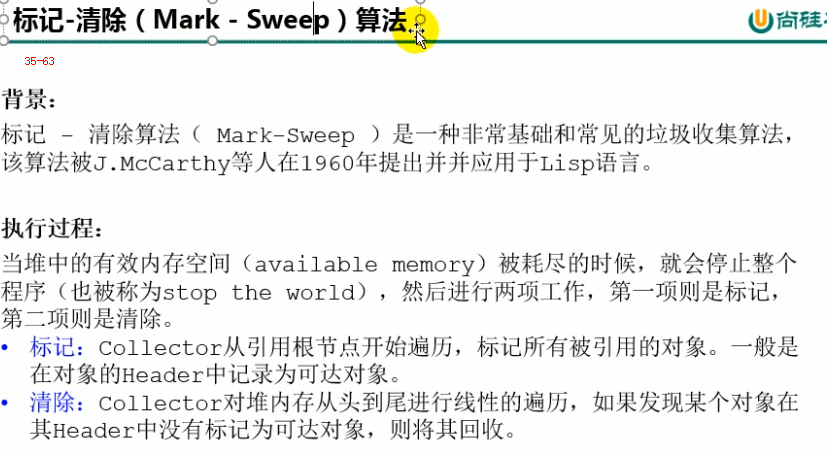 标记-清除（Mark - Sweep）算法
尚硅
35-63
背景：
标记 - 清除算法（ Mark-Sweep ）是一种非常基础和常见的垃圾收集算法，
该算法被J.McCarthy等人在1960年提出并并应用于Lisp语言。
执行过程：
当堆中的有效内存空间（available memory）被耗尽的时候，就会停止整个
程序（也被称为stop the world），然后进行两项工作，第一项则是标记，
第二项则是清除。
• 标记：Collector从引用根节点开始遍历，标记所有被引用的对象。一般是
在对象的Header中记录为可达对象。
• 清除：Collector对堆内存从头到尾进行线性的遍历，如果发现某个对象在
其Header中没有标记为可达对象，则将其回收。